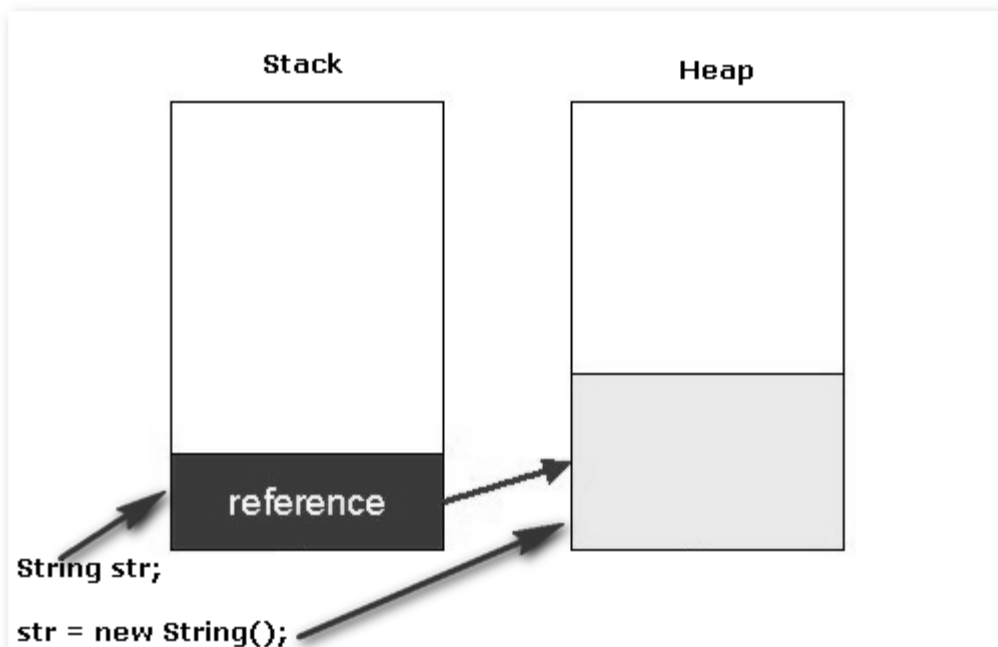 Stack
Heap
reference
String str;
str = new String();